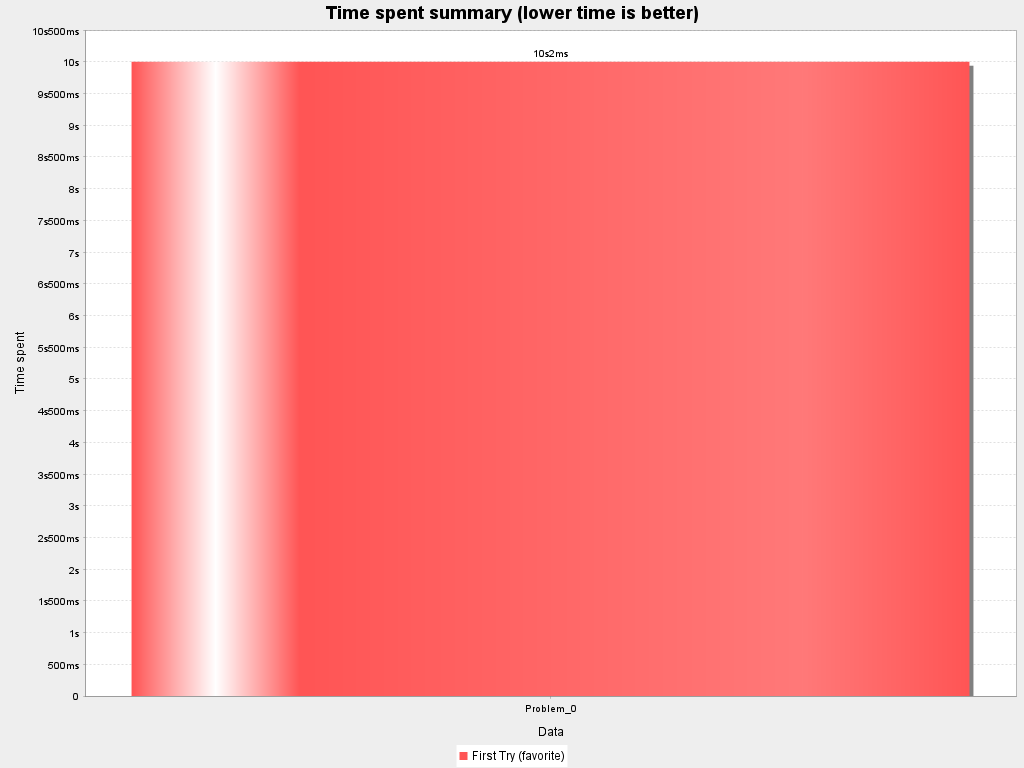 Time spent summary (lower time is better)
10s500ms
10s
9s500ms
9s
8s500ms
8s
7s500ms
7s
6s500ms
6s
5s500ms
5s
4s500ms
4s
3s500ms
3s
2s500ms
2s
1s500ms
1s
500ms
0
Time spent
10s2ms
Problem_0
Data
First Try (favorite)